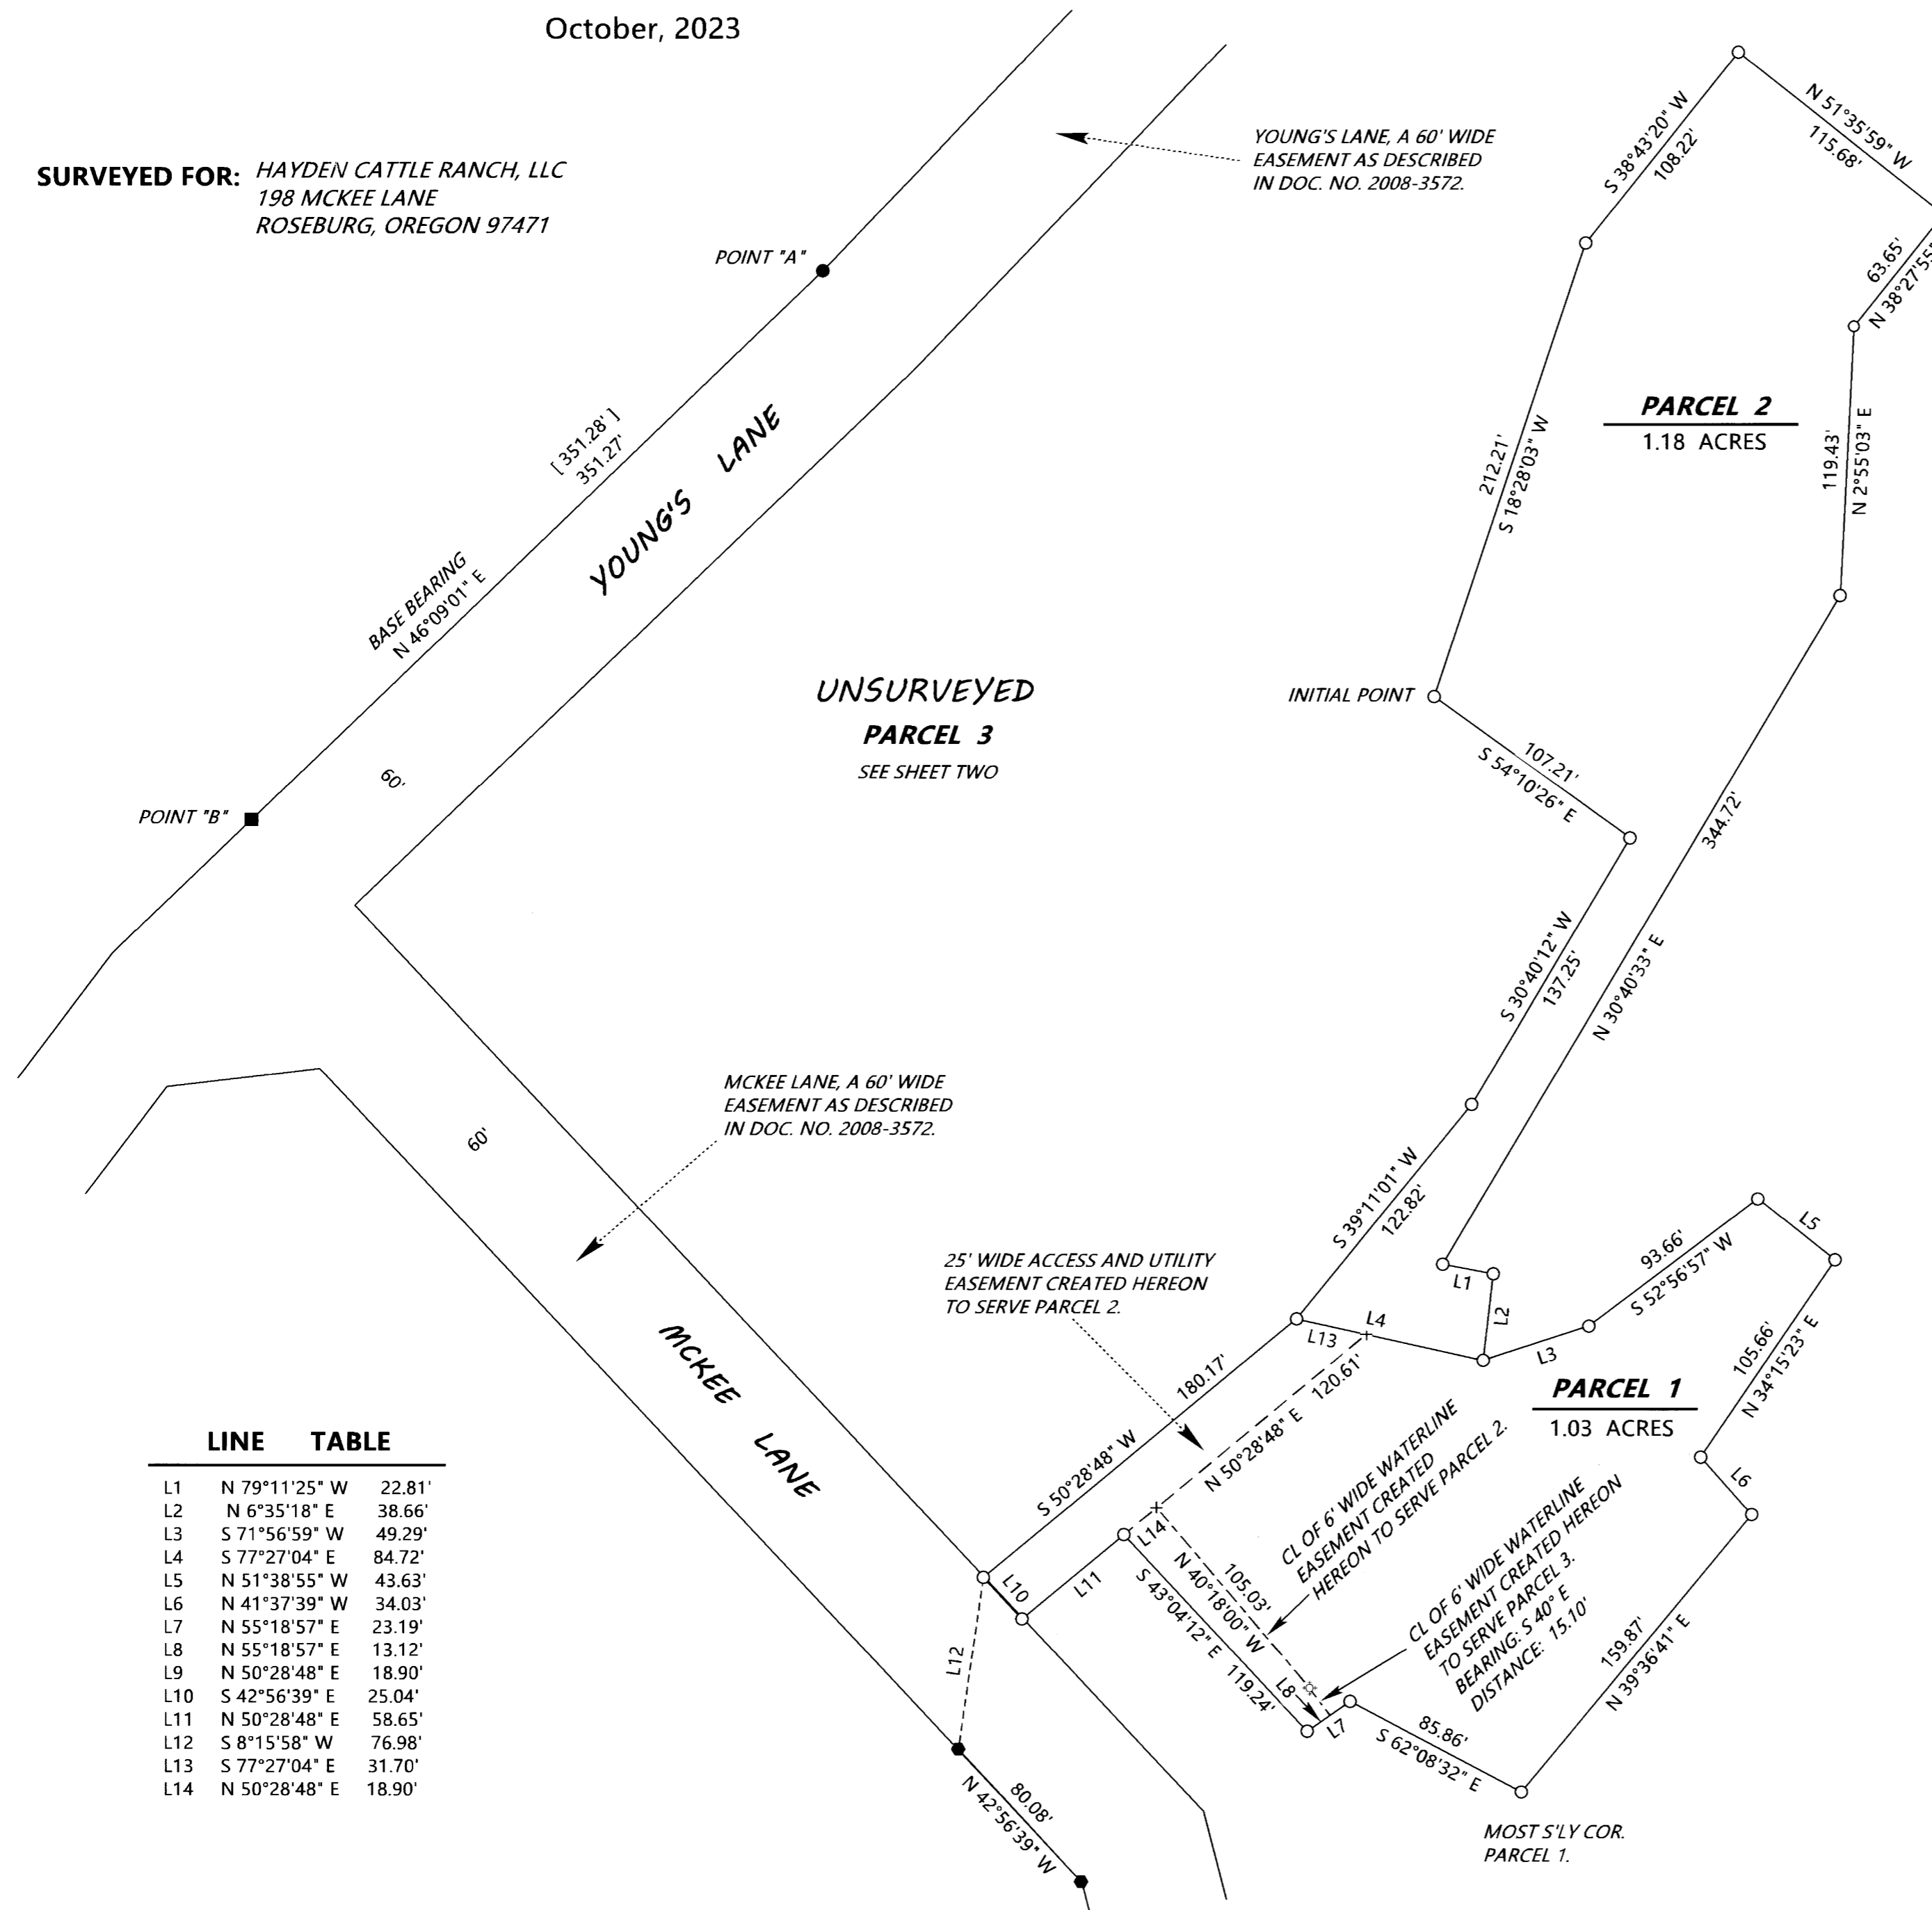 October, 2023
SURVEYED FOR: HAYDEN CATTLE RANCH, LLC
198 MCKEE LANE
ROSEBURG, OREGON 97471
YOUNG'S LANE, A 60' WIDE
EASEMENT AS DESCRIBED
IN DOC. NO. 2008-3572.
N 51°35'59" W
115.68'
S 38°43'20" W
108.22'
63.65'
N 38°27'55"
POINT "A"
[ 351.28' ]
351.27'
YOUNG'S LANE
BASE BEARING
N 46°09'01" E
POINT "B"
60'
PARCEL 2
1.18 ACRES
212.21'
S 18°28'03" W
119.43'
N 2°55'03" E
UNSURVEYED
PARCEL 3
SEE SHEET TWO
INITIAL POINT
107.21'
S 54°10'26" E
344.72'
N 30°40'33" E
S 30°40'12" W
137.25'
MCKEE LANE, A 60' WIDE
EASEMENT AS DESCRIBED
IN DOC. NO. 2008-3572.
60'
S 39°11'01" W
122.82'
25' WIDE ACCESS AND UTILITY
EASEMENT CREATED HEREON
TO SERVE PARCEL 2.
L1
L2
L3
L4
L13
L5
93.66'
S 52°56'57" W
105.66'
N 34°15'23" E
PARCEL 1
1.03 ACRES
L6
MCKEE LANE
180.17'
S 50°28'48" W
120.61'
N 50°28'48" E
CL OF 6' WIDE WATERLINE
EASEMENT CREATED
HEREON TO SERVE PARCEL 2.
CL OF 6' WIDE WATERLINE
EASEMENT CREATED HEREON
TO SERVE PARCEL 3.
BEARING: S 40° E
DISTANCE: 15.10'
L14
L10
L11
L12
105.03'
N 40°18'00" W
S 43°04'12" E 119.24'
L8
L7
159.87'
N 39°36'41" E
85.86'
S 62°08'32" E
80.08'
N 42°56'39" W
MOST S'LY COR.
PARCEL 1.
LINE TABLE
L1 N 79°11'25" W 22.81'
L2 N 6°35'18" E 38.66'
L3 S 71°56'59" W 49.29'
L4 S 77°27'04" E 84.72'
L5 N 51°38'55" W 43.63'
L6 N 41°37'39" W 34.03'
L7 N 55°18'57" E 23.19'
L8 N 55°18'57" E 13.12'
L9 N 50°28'48" E 18.90'
L10 S 42°56'39" E 25.04'
L11 N 50°28'48" E 58.65'
L12 S 8°15'58" W 76.98'
L13 S 77°27'04" E 31.70'
L14 N 50°28'48" E 18.90'